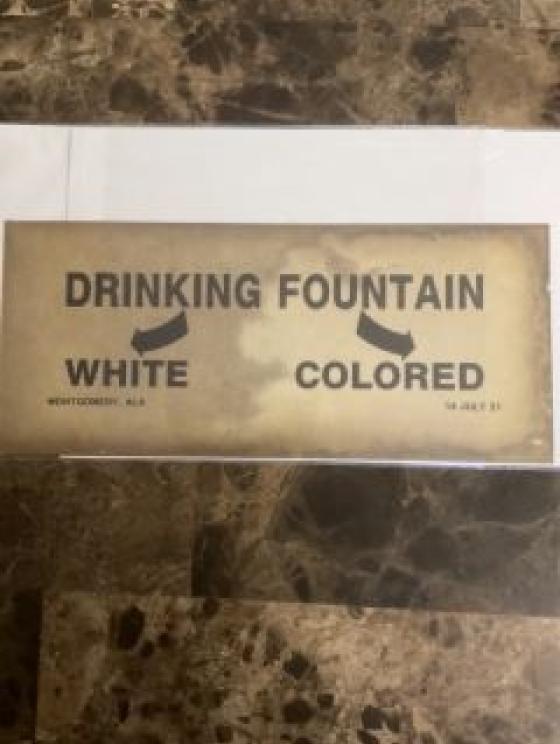 DRINKING FOUNTAIN
WHITE COLORED
MONTGOMERY, ALA 14 JULY 31